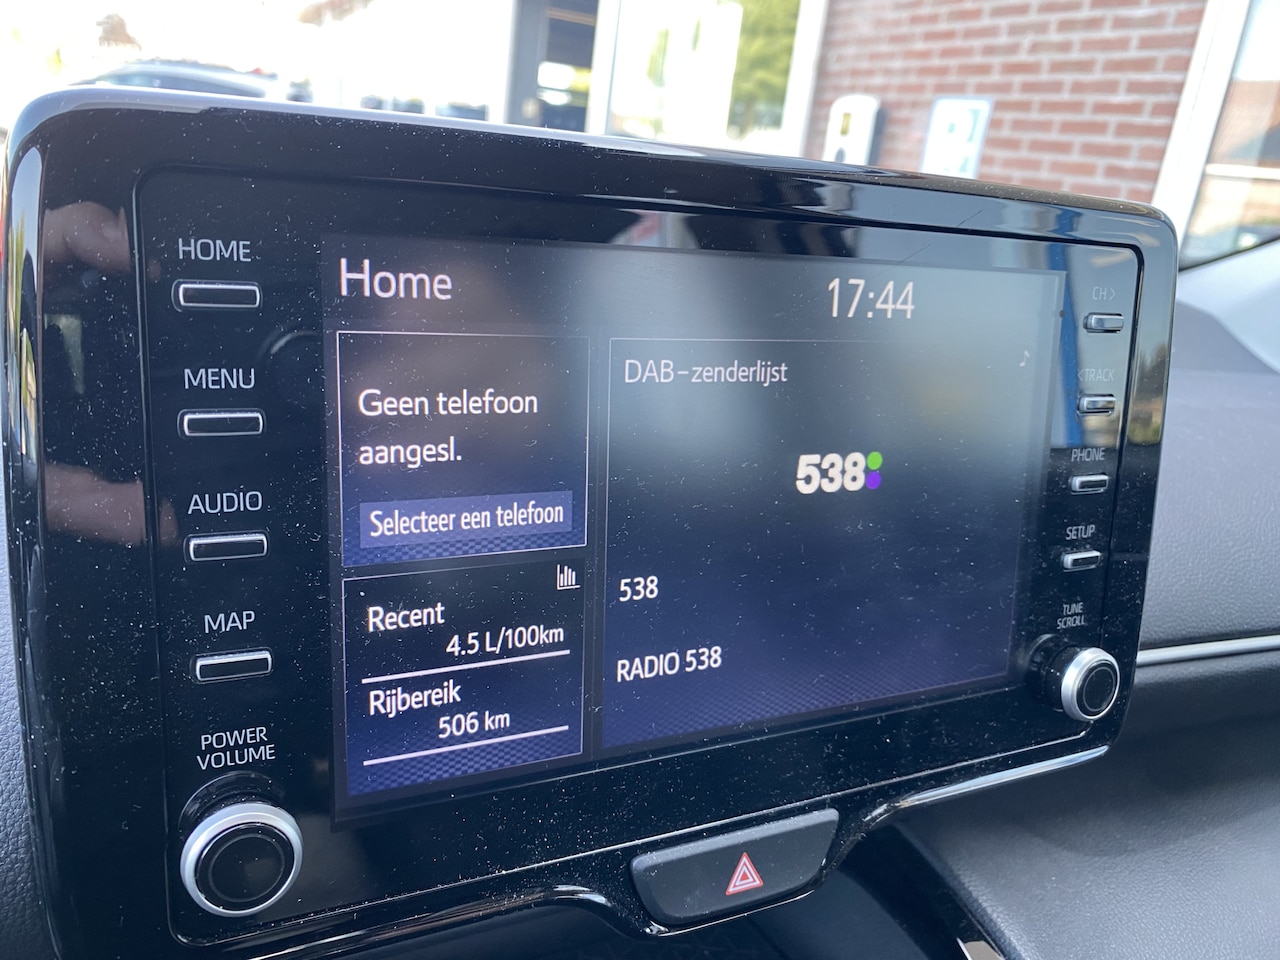 HOME
MENU
AUDIO
MAP
POWER
VOLUME
Home
17:44
Geen telefoon
aangesl.
Selecteer een telefoon
Recent
4.5 L/100km
Rijbereik
506 km
DAB-zenderlijst
538
538
RADIO 538
CH >
< TRACK
PHONE
SETUP
TUNE
SCROLL